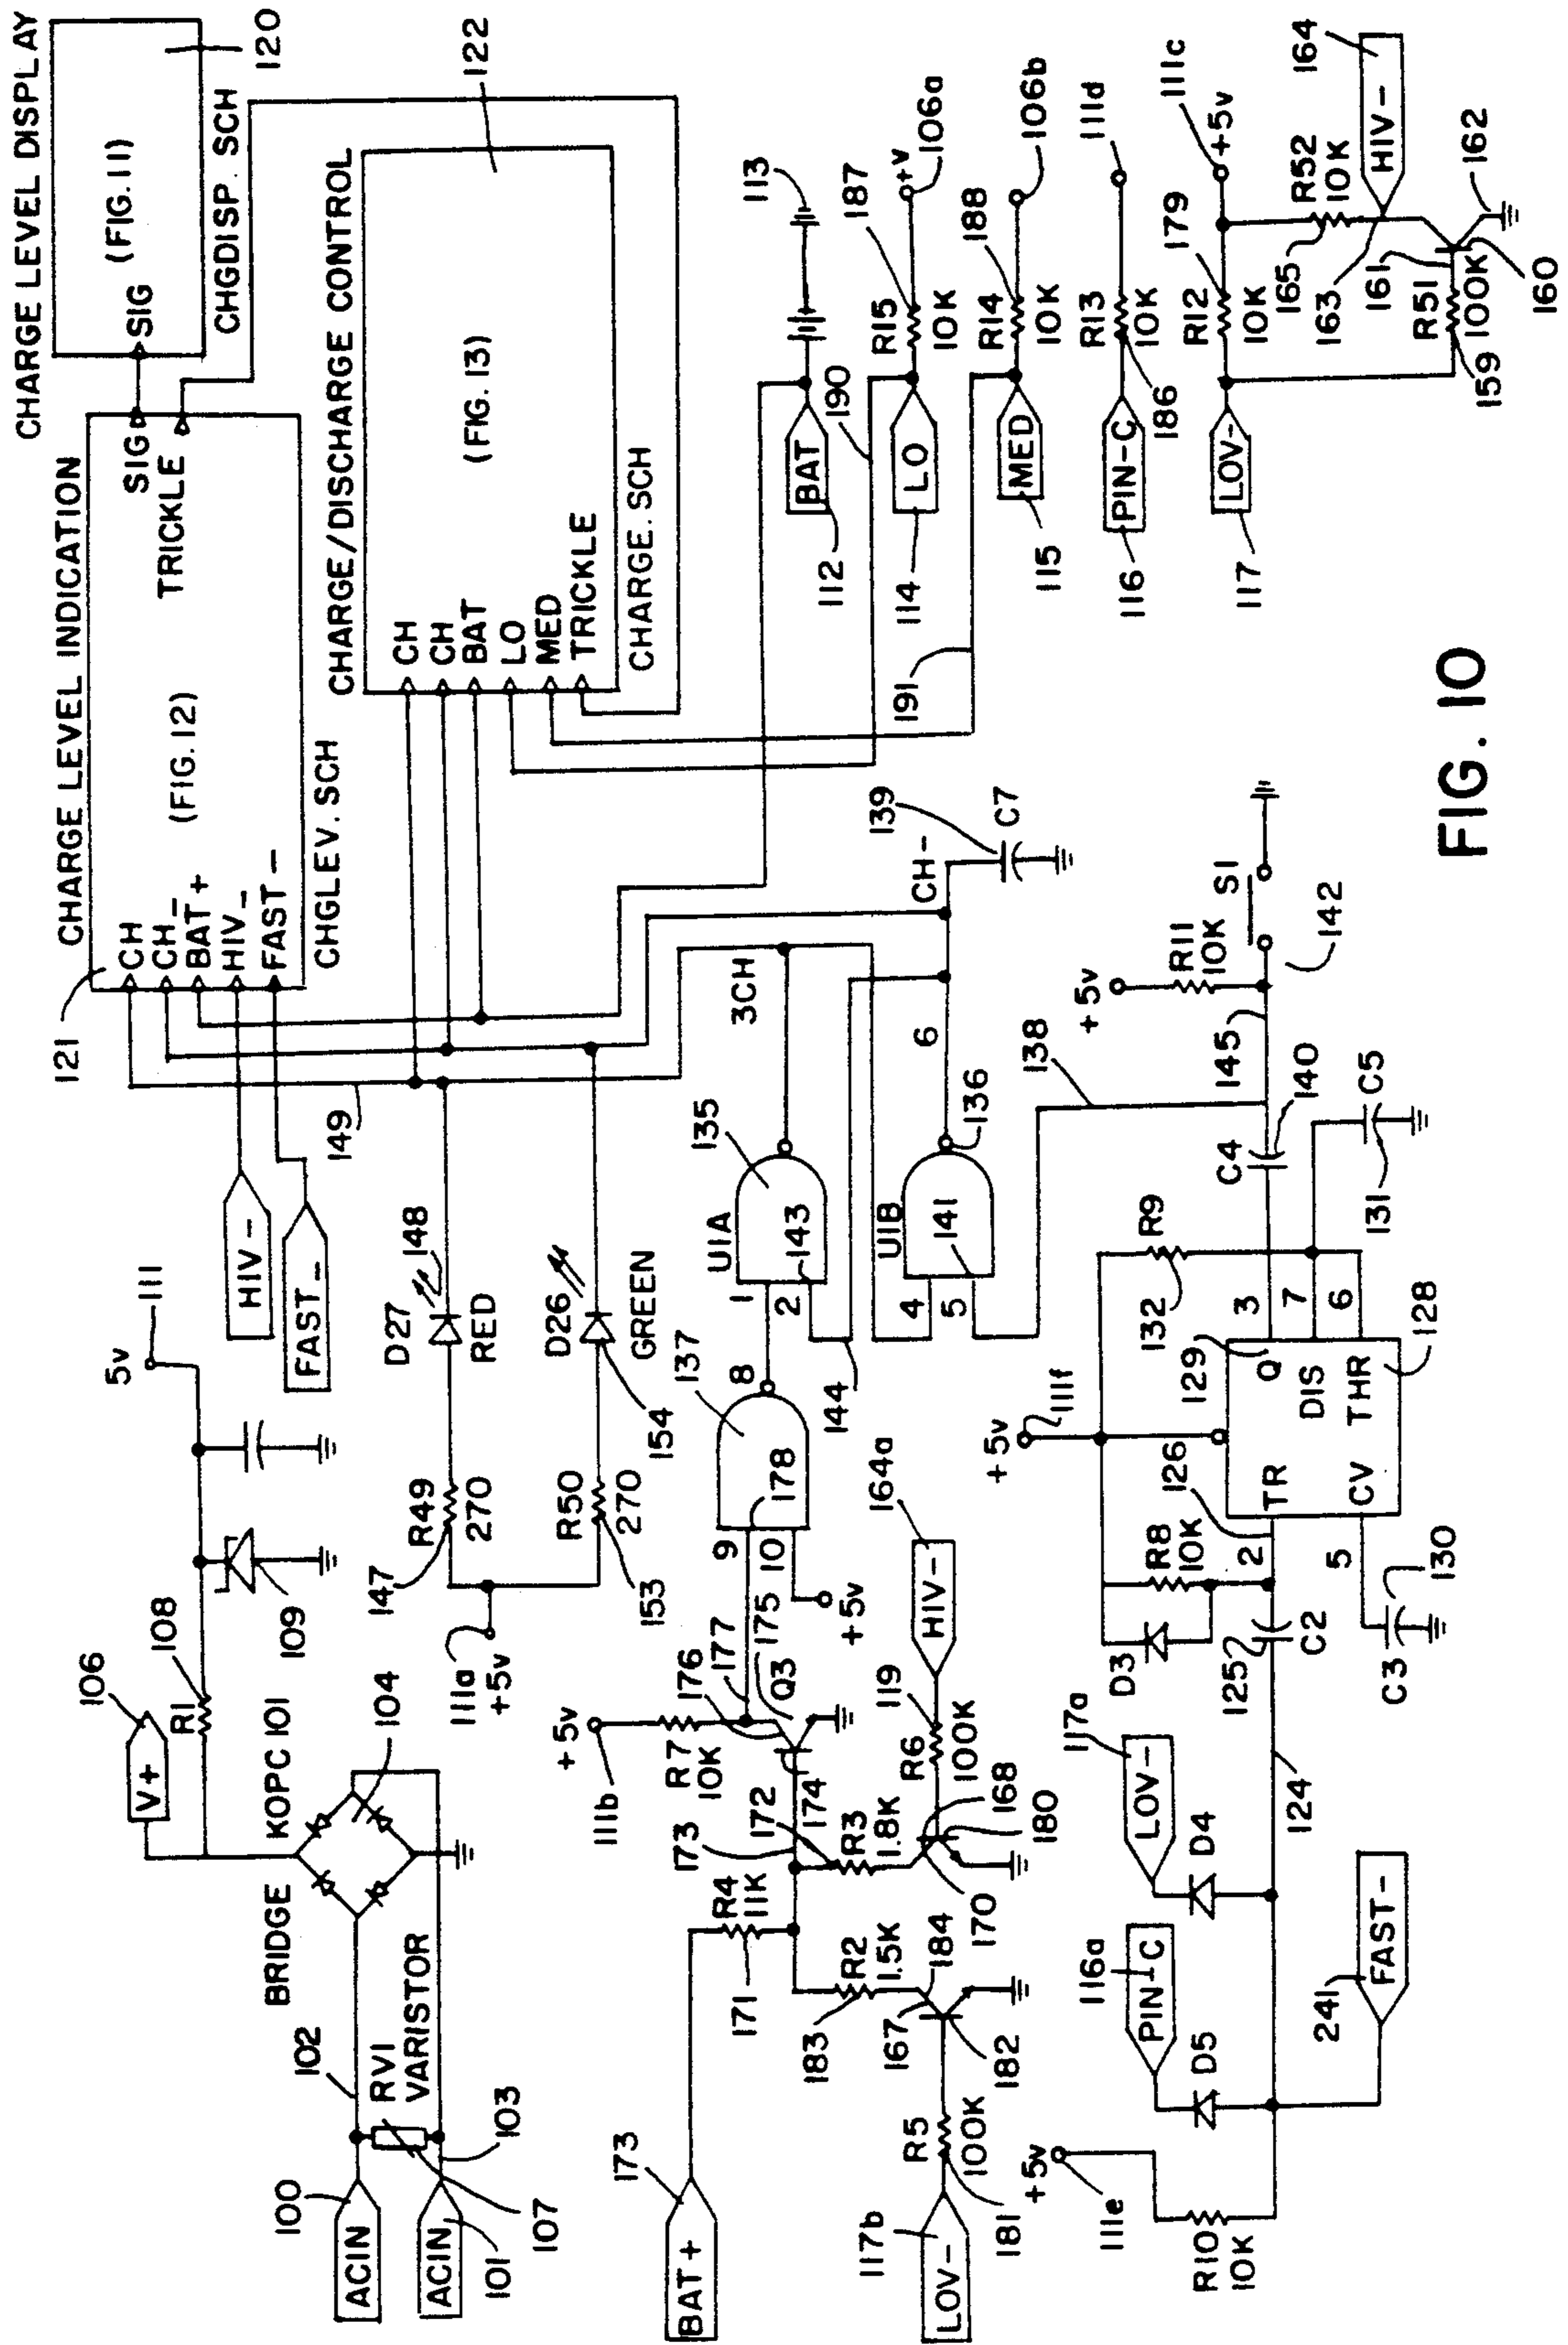 CHARGE LEVEL DISPLAY
(FIG. 11)
SIG
120
CHGDISP. SCH
CHARGE LEVEL INDICATION
121
(FIG. 12)
CH
CH-
BAT+
HIV-
FAST-
SIG
TRICKLE
CHGLEV. SCH
CHARGE/DISCHARGE CONTROL
122
(FIG. 13)
CH
CH
BAT
LO
MED
TRICKLE
CHARGE. SCH
100
ACIN
ACIN
101
102
103
107
RV1
VARISTOR
BRIDGE
KOPC 101
104
106
V+
R1
108
109
5v
111
HIV-
FAST-
149
D27
148
RED
R49
270
147
111a
+5v
R50
270
153
D26
GREEN
154
113
BAT
112
190
R15
10K
187
+v
106a
LO
114
R14
10K
188
106b
MED
115
191
R13
10K
186
111d
PIN-C
116
R12
10K
179
+5v
111c
LOV-
117
R52
10K
165
163
HIV-
164
161
R51
100K
159
160
162
173
BAT+
R4
11K
171
173
172
R3
1.8K
R2
1.5K
183
184
167
182
R5
100K
181
117b
LOV-
+5v
111b
R7
10K
176
177
175
Q3
174
R6
100K
119
168
170
180
HIV-
164a
9
10
178
137
8
+5v
U1A
135
1
2
143
144
3CH
U1B
136
4
5
141
6
138
CH-
139
C7
+5v
111e
R10
10K
116a
PIN-C
D5
117a
LOV-
D4
124
241
FAST-
125
C2
D3
R8
10K
126
2
5
C3
130
+5v
111f
TR
CV
Q
DIS
THR
129
128
3
7
6
132
R9
C4
140
131
C5
145
+5v
R11
10K
S1
142
FIG. 10